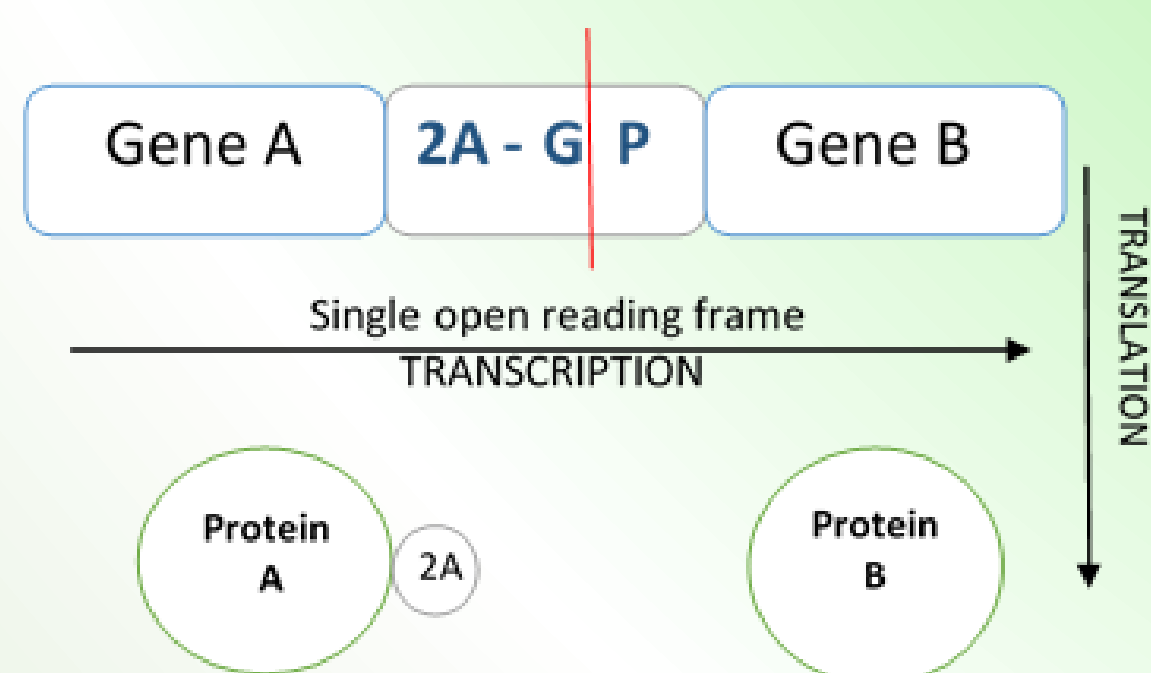 Gene A
2A - G P
Gene B
Single open reading frame
TRANSCRIPTION
TRANSLATION
Protein
A
2A
Protein
B